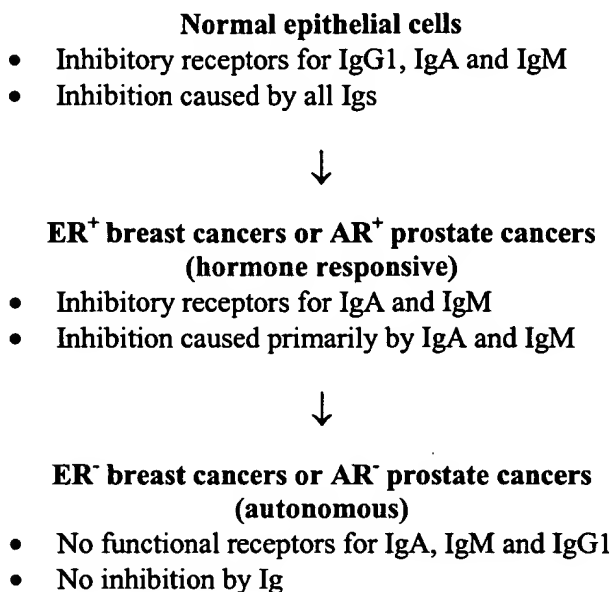 Normal epithelial cells
• Inhibitory receptors for IgG1, IgA and IgM
• Inhibition caused by all Igs
↓
ER⁺ breast cancers or AR⁺ prostate cancers
(hormone responsive)
• Inhibitory receptors for IgA and IgM
• Inhibition caused primarily by IgA and IgM
↓
ER⁻ breast cancers or AR⁻ prostate cancers
(autonomous)
• No functional receptors for IgA, IgM and IgG1
• No inhibition by Ig